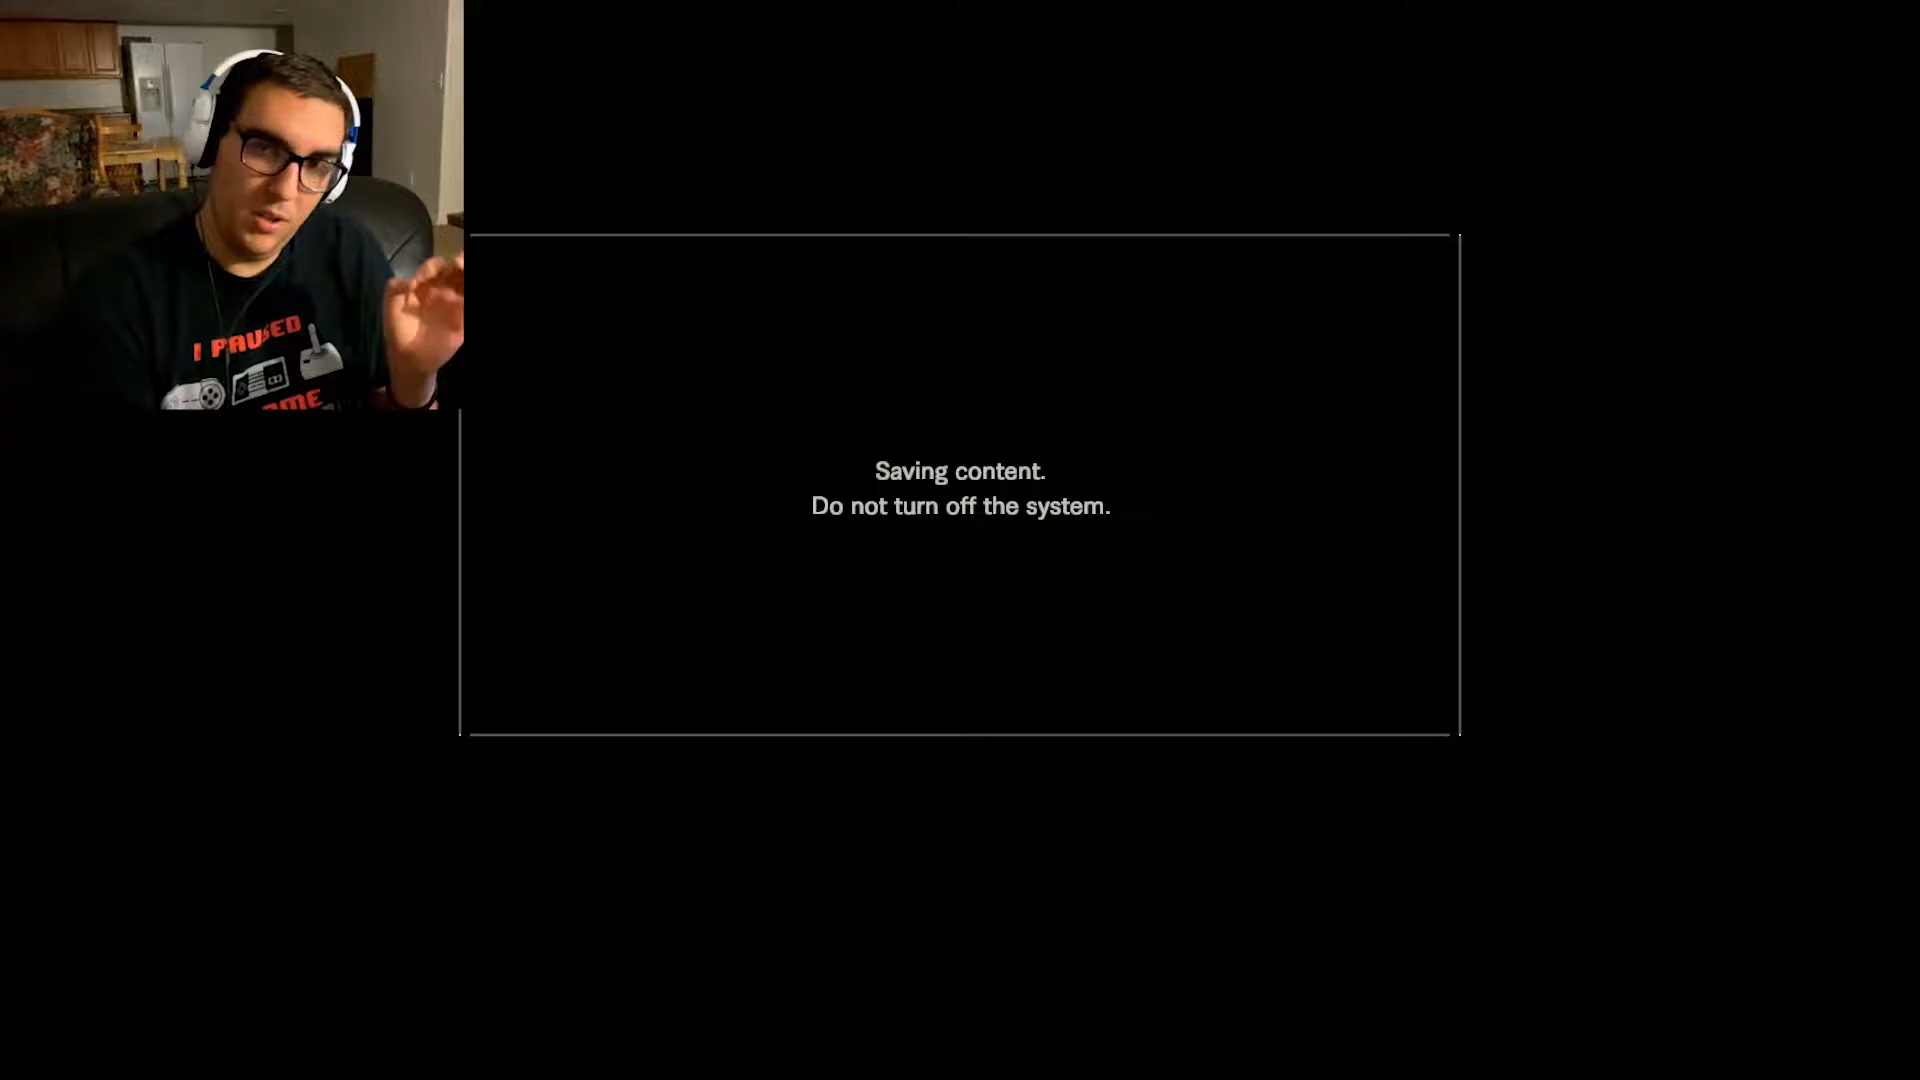 I PAUSED
Saving content.
Do not turn off the system.